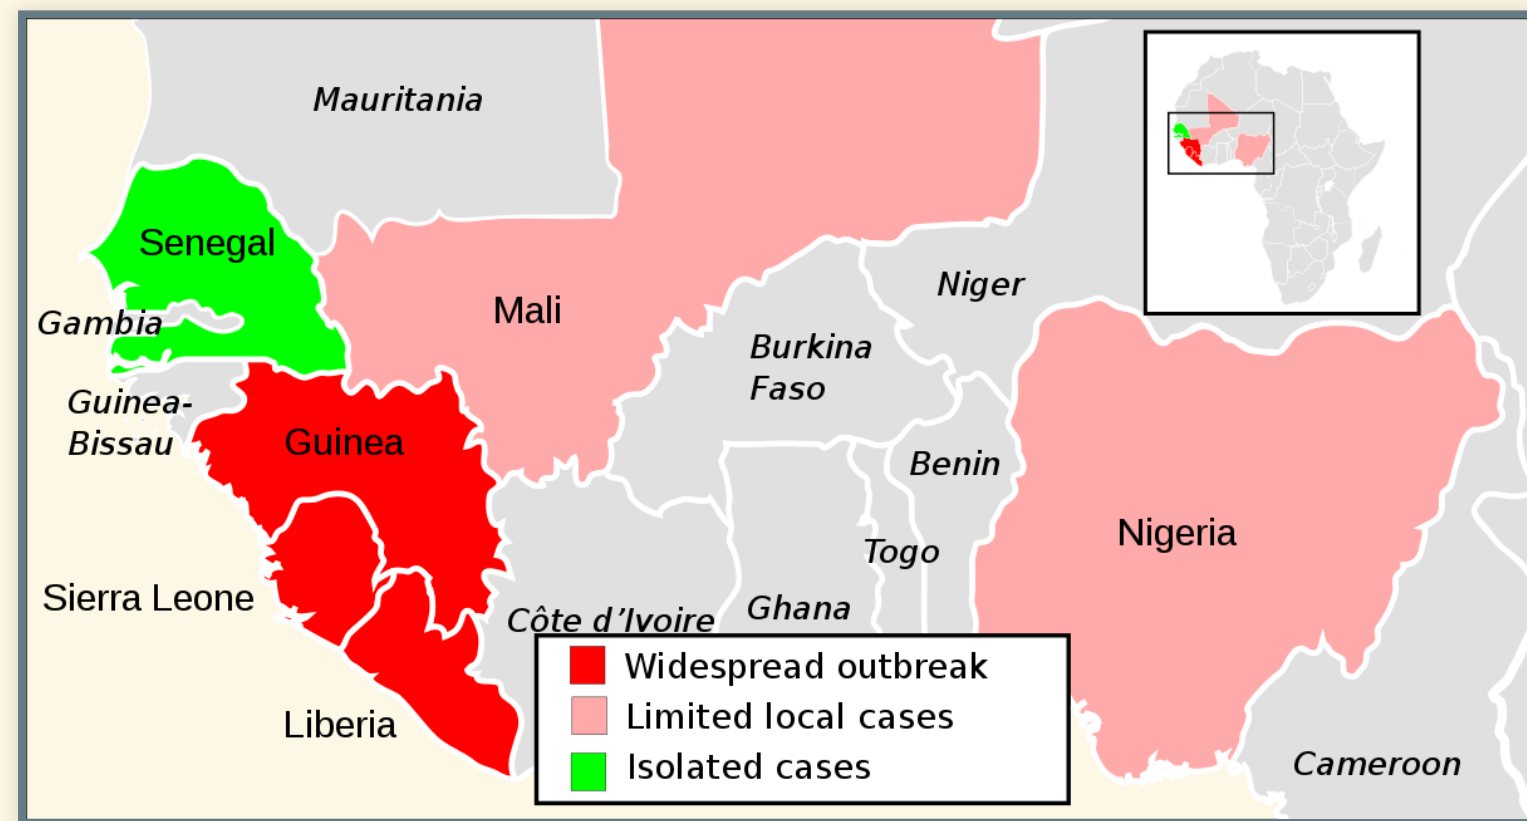 Mauritania
Senegal
Niger
Mali
Gambia
Burkina
Faso
Guinea-
Bissau
Guinea
Benin
Nigeria
Togo
Sierra Leone
Ghana
Côte d’Ivoire
Widespread outbreak
Limited local cases
Liberia
Isolated cases
Cameroon